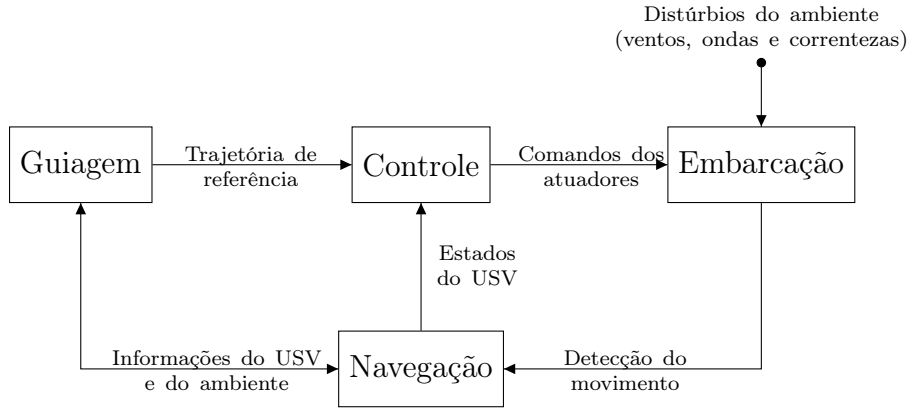 Distúrbios do ambiente
(ventos, ondas e correntezas)
Guiagem
Trajetória de
referência
Controle
Comandos dos
atuadores
Embarcação
Estados
do USV
Informações do USV
e do ambiente
Navegação
Detecção do
movimento